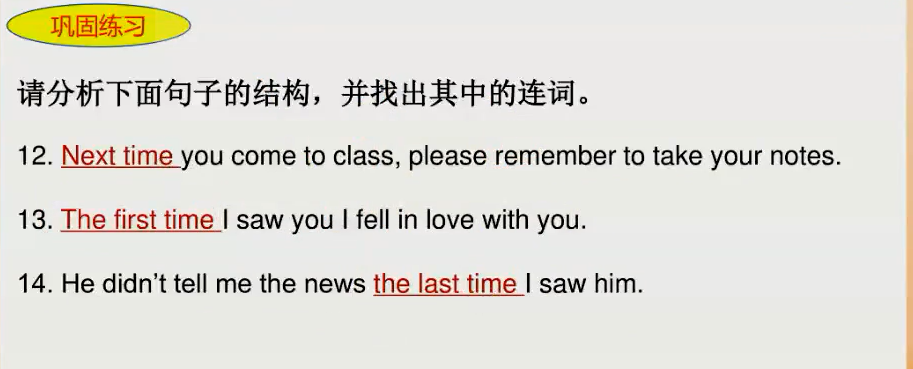 巩固练习
请分析下面句子的结构，并找出其中的连词。
12. Next time you come to class, please remember to take your notes.
13. The first time I saw you I fell in love with you.
14. He didn't tell me the news the last time I saw him.